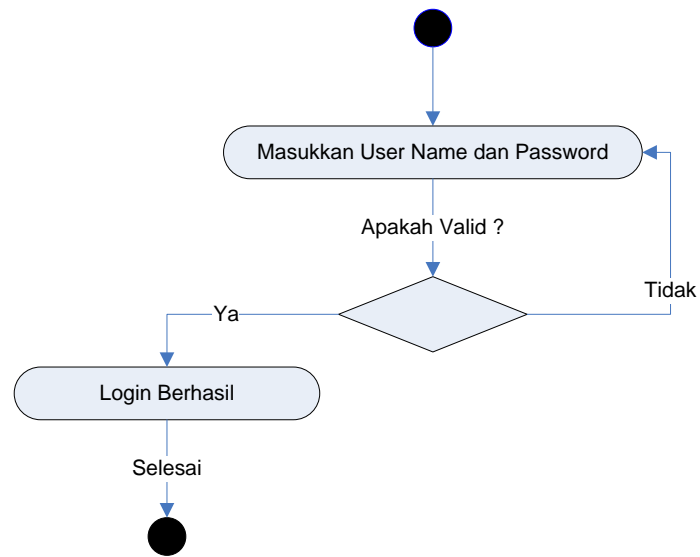 Masukkan User Name dan Password
Apakah Valid ?
Tidak
Ya
Login Berhasil
Selesai